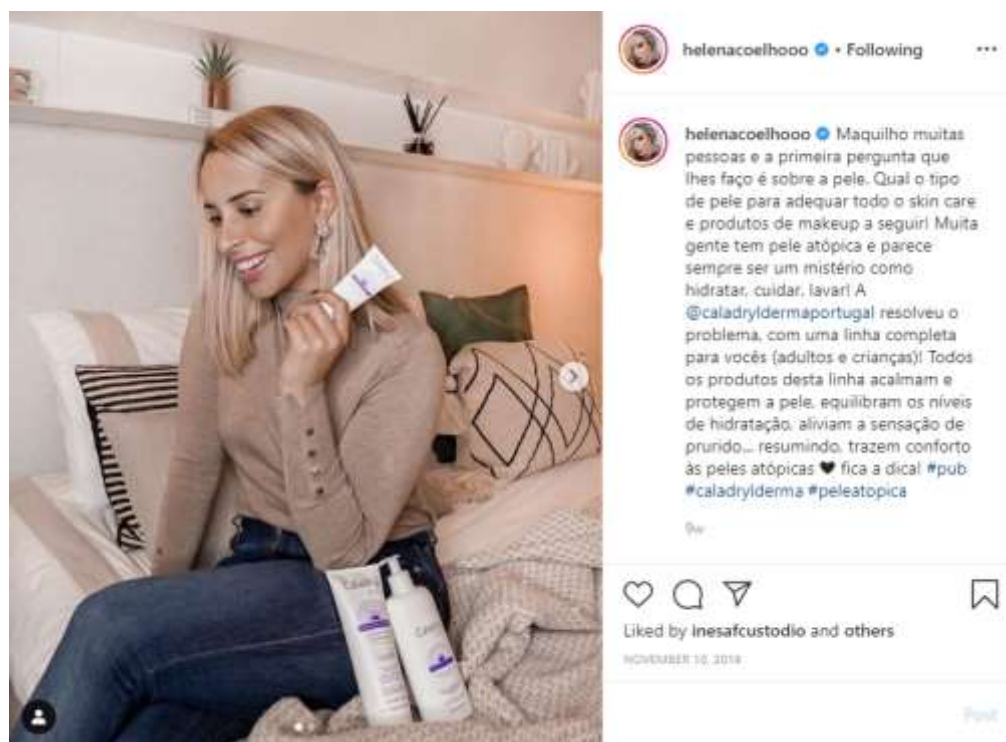 helenacoelhooo • Following
helenacoelhooo Maquilho muitas
pessoas e a primeira pergunta que
lhes faço é sobre a pele. Qual o tipo
de pele para adequar todo o skin care
e produtos de makeup a seguir! Muita
gente tem pele atópica e parece
sempre ser um mistério como
hidratar, cuidar, lavar! A
@caladryldermaportugal resolveu o
problema, com uma linha completa
para vocês (adultos e crianças)! Todos
os produtos desta linha acalmam e
protegem a pele, equilibram os níveis
de hidratação, aliviam a sensação de
prurido... resumindo, trazem conforto
às peles atópicas 🖤 fica a dica! #pub
#caladrylderma #peleatopica
9w
Liked by inesafcustodio and others
NOVEMBER 10, 2019
Post